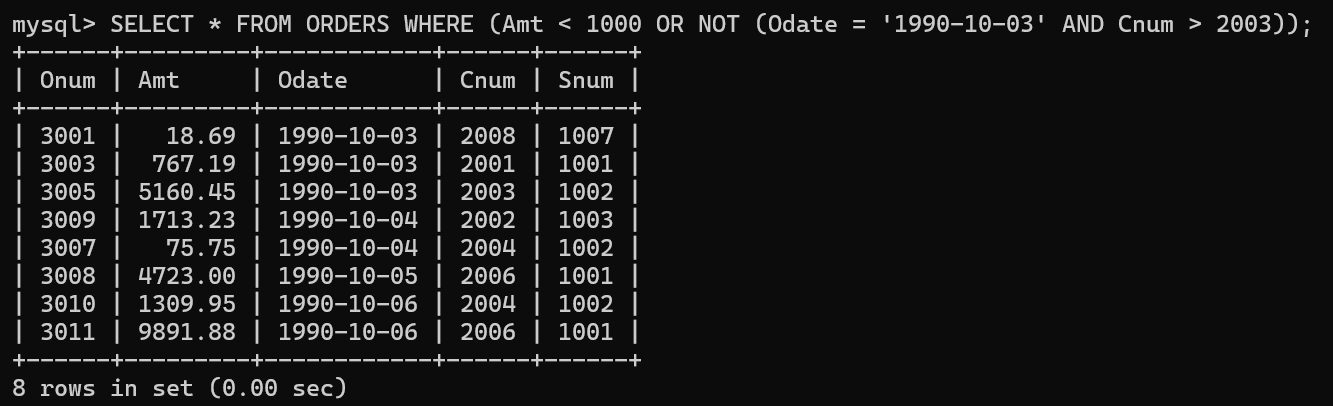 mysql> SELECT * FROM ORDERS WHERE (Amt < 1000 OR NOT (Odate = '1990-10-03' AND Cnum > 2003));
+------+---------+------------+------+------+
| Onum | Amt     | Odate      | Cnum | Snum |
+------+---------+------------+------+------+
| 3001 |   18.69 | 1990-10-03 | 2008 | 1007 |
| 3003 |  767.19 | 1990-10-03 | 2001 | 1001 |
| 3005 | 5160.45 | 1990-10-03 | 2003 | 1002 |
| 3009 | 1713.23 | 1990-10-04 | 2002 | 1003 |
| 3007 |   75.75 | 1990-10-04 | 2004 | 1002 |
| 3008 | 4723.00 | 1990-10-05 | 2006 | 1001 |
| 3010 | 1309.95 | 1990-10-06 | 2004 | 1002 |
| 3011 | 9891.88 | 1990-10-06 | 2006 | 1001 |
+------+---------+------------+------+------+
8 rows in set (0.00 sec)